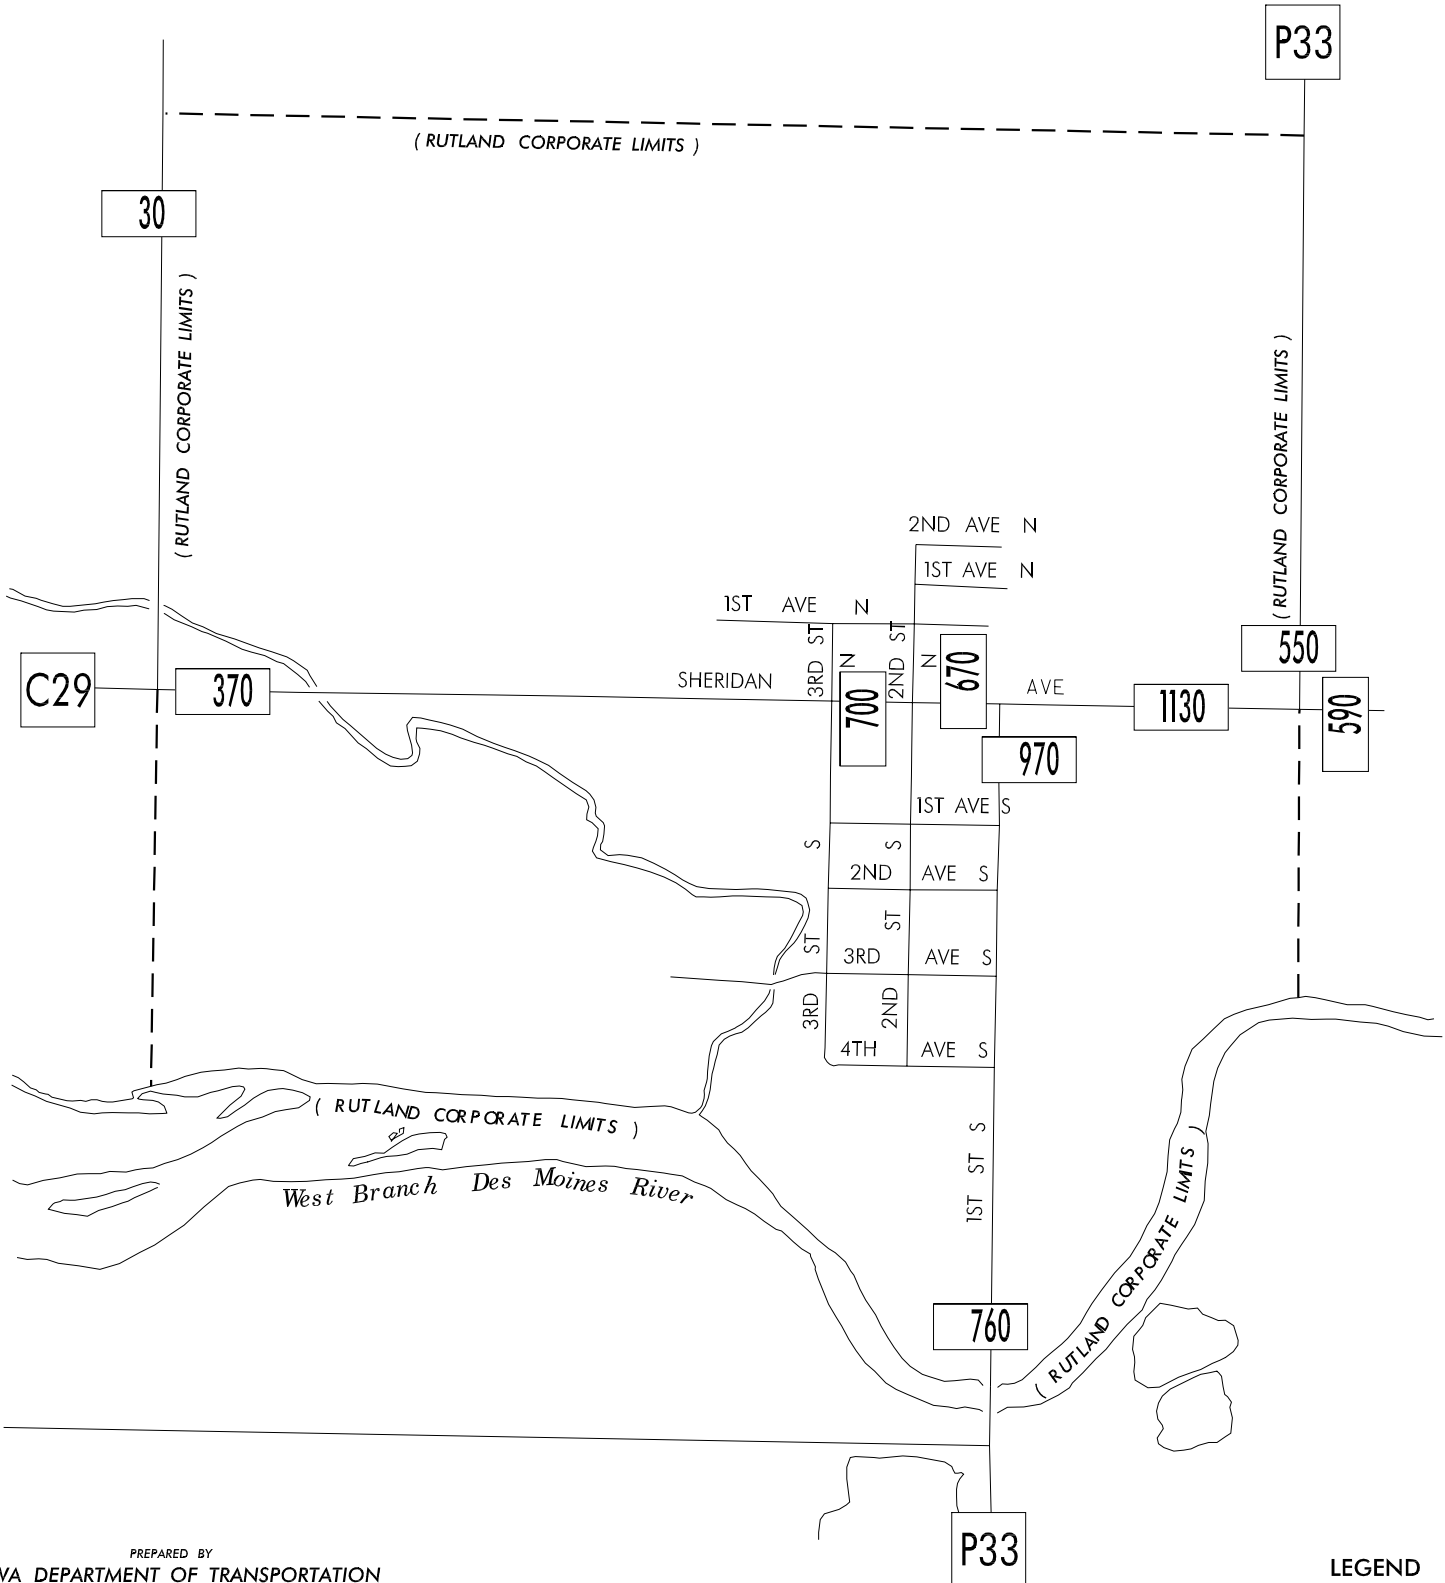 P33
( RUTLAND CORPORATE LIMITS )
30
( RUTLAND CORPORATE LIMITS )
( RUTLAND CORPORATE LIMITS )
2ND AVE N
1ST AVE N
1ST AVE N
3RD ST N
2ND ST N
670
550
C29
370
SHERIDAN AVE
700
1130
590
970
1ST AVE S
2ND AVE S
3RD AVE S
4TH AVE S
3RD ST S
2ND ST S
( RUTLAND CORPORATE LIMITS )
West Branch Des Moines River
1ST ST S
( RUTLAND CORPORATE LIMITS )
760
P33
PREPARED BY
WA DEPARTMENT OF TRANSPORTATION
LEGEND